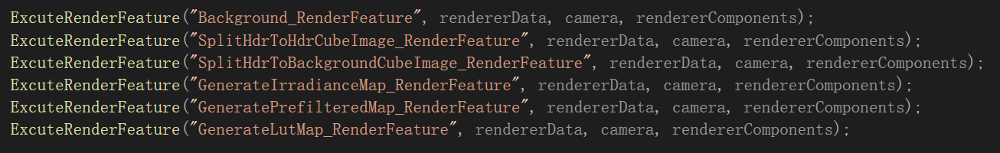 ExcuteRenderFeature("Background_RenderFeature", rendererData, camera, rendererComponents);
ExcuteRenderFeature("SplitHdrToHdrCubeImage_RenderFeature", rendererData, camera, rendererComponents);
ExcuteRenderFeature("SplitHdrToBackgroundCubeImage_RenderFeature", rendererData, camera, rendererComponents);
ExcuteRenderFeature("GenerateIrradianceMap_RenderFeature", rendererData, camera, rendererComponents);
ExcuteRenderFeature("GeneratePrefilteredMap_RenderFeature", rendererData, camera, rendererComponents);
ExcuteRenderFeature("GenerateLutMap_RenderFeature", rendererData, camera, rendererComponents);